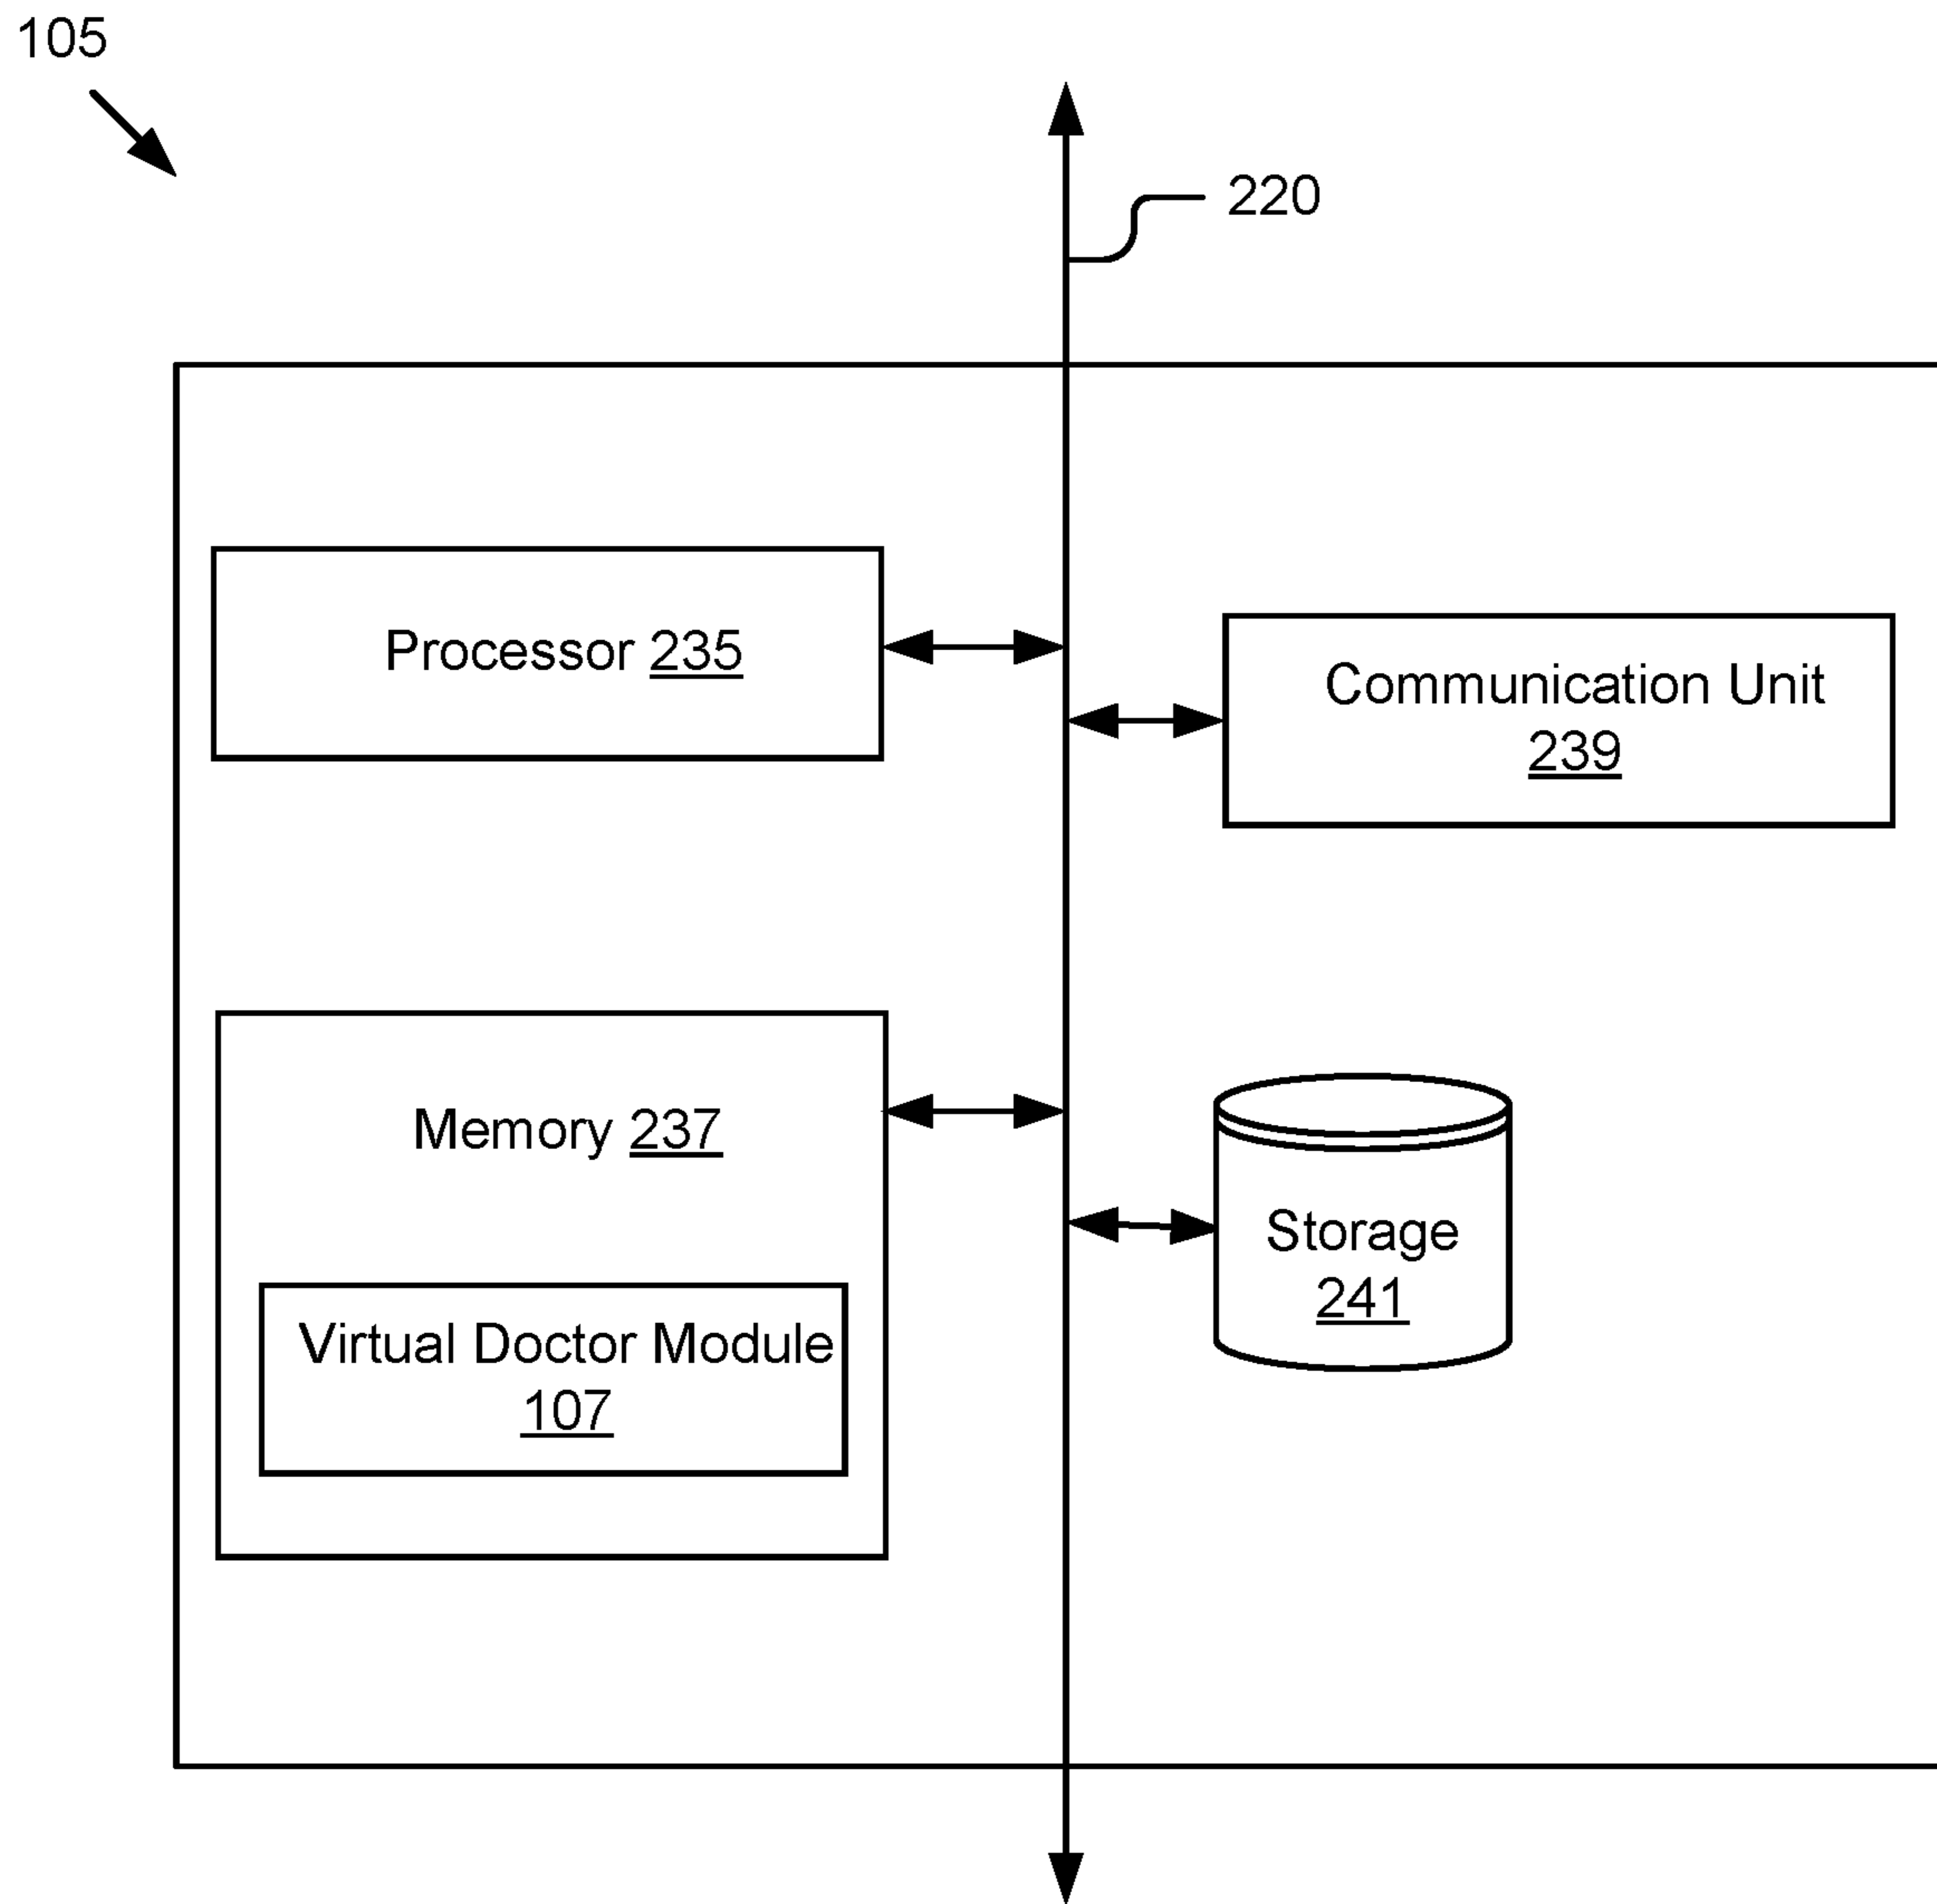 105
220
Processor 235
Communication Unit
239
Memory 237
Storage
241
Virtual Doctor Module
107